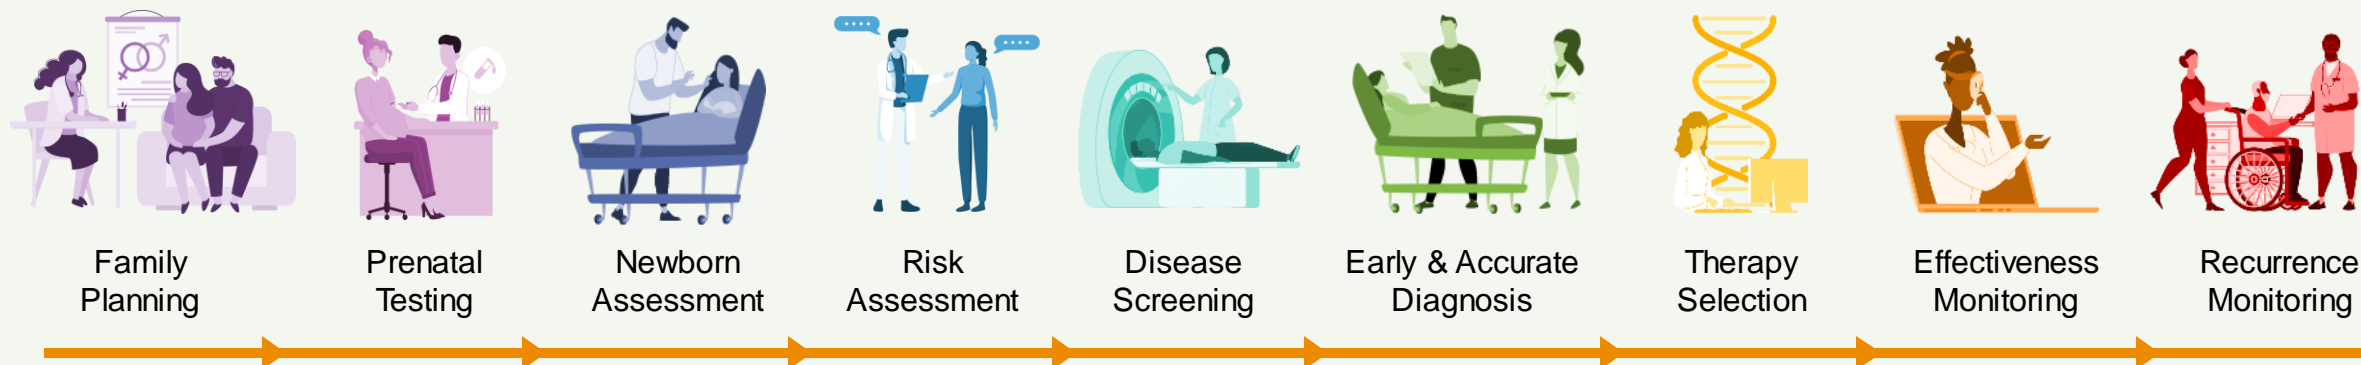 Family
Planning
Prenatal
Testing
Newborn
Assessment
Risk
Assessment
Disease
Screening
Early & Accurate
Diagnosis
Therapy
Selection
Effectiveness
Monitoring
Recurrence
Monitoring